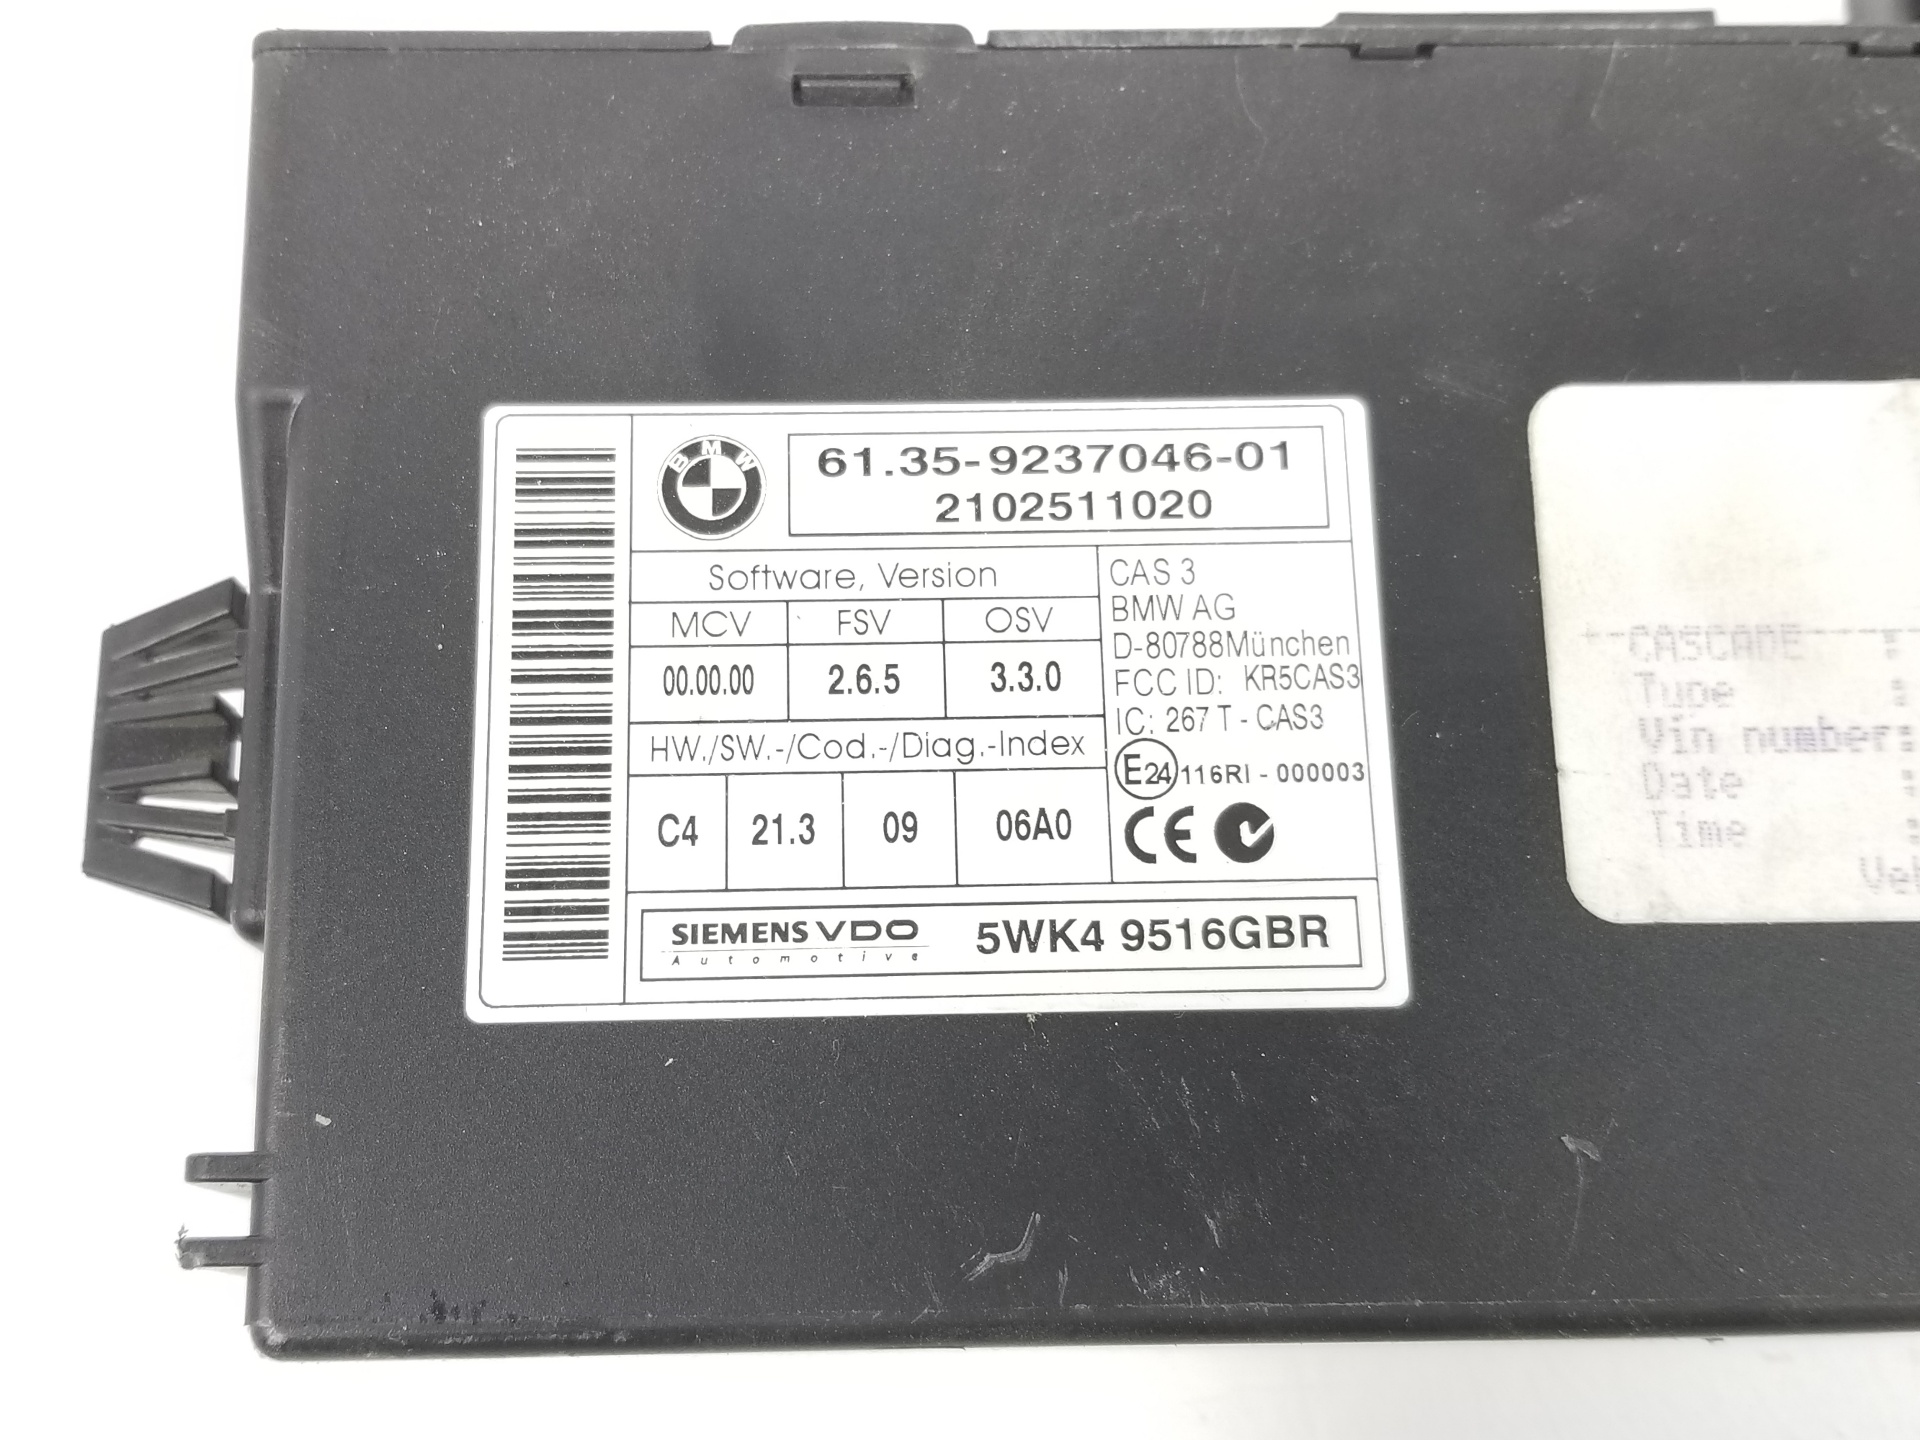 BMW
61.35-9237046-01
2102511020
Software, Version
MCV FSV OSV
00.00.00 2.6.5 3.3.0
HW./SW.-/Cod.-/Diag.-Index
C4 21.3 09 06A0
CAS 3
BMW AG
D-80788München
FCC ID: KR5CAS3
IC: 267 T - CAS3
E24 116RI - 000003
CE
SIEMENS VDO
Automotive
5WK4 9516GBR
CASCADE :
Type :
Vin number:
Date :
Time :